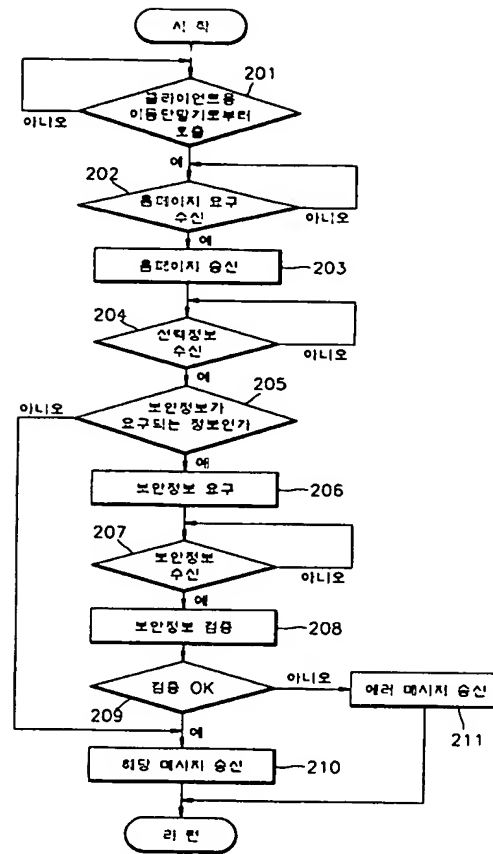 시 작
201
클라이언트용
이동단말기로부터
호출
아니오
예
202
홈페이지 요구
수신
아니오
예
홈페이지 송신
203
204
선택정보
수신
아니오
예
205
아니오
보안정보가
요구되는 정보인가
예
보안정보 요구
206
207
보안정보
수신
아니오
예
보안정보 검증
208
아니오
검증 OK
에러 메시지 송신
209
예
211
해당 메시지 송신
210
리 턴